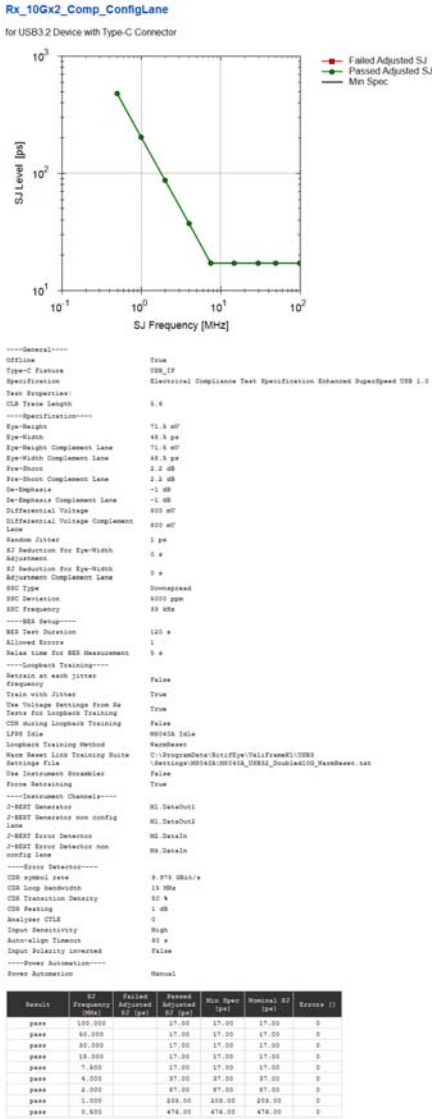 Rx_10Gx2_Comp_ConfigLane
for USB3.2 Device with Type-C Connector
10³
10²
10¹
SJ Level [ps]
10⁻¹ 10⁰ 10¹ 10²
SJ Frequency [MHz]
Failed Adjusted SJ
Passed Adjusted SJ
Min Spec
----General----
Offline True
Type-C Fixture USB_IF
Specification Electrical Compliance Test Specification Enhanced SuperSpeed USB 1.0
Test Properties:
CLB Trace Length 5.6
----Specification----
Eye-Height 71.5 mV
Eye-Width 48.5 ps
Eye-Height Complement Lane 71.5 mV
Eye-Width Complement Lane 48.5 ps
Pre-Shoot 2.2 dB
Pre-Shoot Complement Lane 2.2 dB
De-Emphasis -1 dB
De-Emphasis Complement Lane -1 dB
Differential Voltage 800 mV
Differential Voltage Complement
Lane 800 mV
Random Jitter 1 ps
SJ Reduction for Eye-Width
Adjustment 0 s
SJ Reduction for Eye-Width
Adjustment Complement Lane 0 s
SSC Type Downspread
SSC Deviation 5000 ppm
SSC Frequency 33 kHz
----BER Setup----
BER Test Duration 120 s
Allowed Errors 1
Relax time for BER Measurement 5 s
----Loopback Training----
Retrain at each jitter
frequency False
Train with Jitter True
Use Voltage Settings from Rx
Tests for Loopback Training True
CDR during Loopback Training False
LFPS Idle M8045A Idle
Loopback Training Method WarmReset
Warm Reset Link Training Suite C:\ProgramData\BitifEye\ValiFrameK1\USB3
Settings File \Settings\M8045A\M8045A_USB32_Doubled10G_WarmReset.txt
Use Instrument Scrambler False
Force Retraining True
----Instrument Channels----
J-BERT Generator M1.DataOut1
J-BERT Generator non config
lane M1.DataOut2
J-BERT Error Detector M2.DataIn
J-BERT Error Detector non
config lane
----Error Detector----
CDR symbol rate
CDR Loop bandwidth 15 MHz
CDR Transition Density 50 %
CDR Peaking 1 dB
Analyzer CTLE 0
Input Sensitivity High
Auto-align Timeout 60 s
Input Polarity inverted False
----Power Automation----
Power Automation Manual
Result SJ Frequency [MHz] Failed Adjusted SJ [ps] Passed Adjusted SJ [ps] Min Spec [ps] Nominal SJ [ps] Errors []
pass 100.000 17.00 17.00 17.00 0
pass 50.000 17.00 17.00 17.00 0
pass 30.000 17.00 17.00 17.00 0
pass 15.000 17.00 17.00 17.00 0
pass 7.500 17.00 17.00 17.00 0
pass 4.000 37.00 37.00 37.00 0
pass 2.000 87.00 87.00 87.00 0
pass 1.000 203.00 203.00 203.00 0
pass 0.500 476.00 476.00 476.00 0